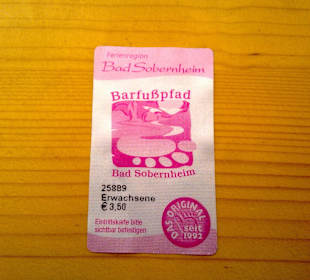 Ferienregion
Bad Sobernheim
Barfußpfad
Bad Sobernheim
25889
Erwachsene
€ 3,50
Eintrittskarte bitte
sichtbar befestigen
DAS ORIGINAL
seit
1992